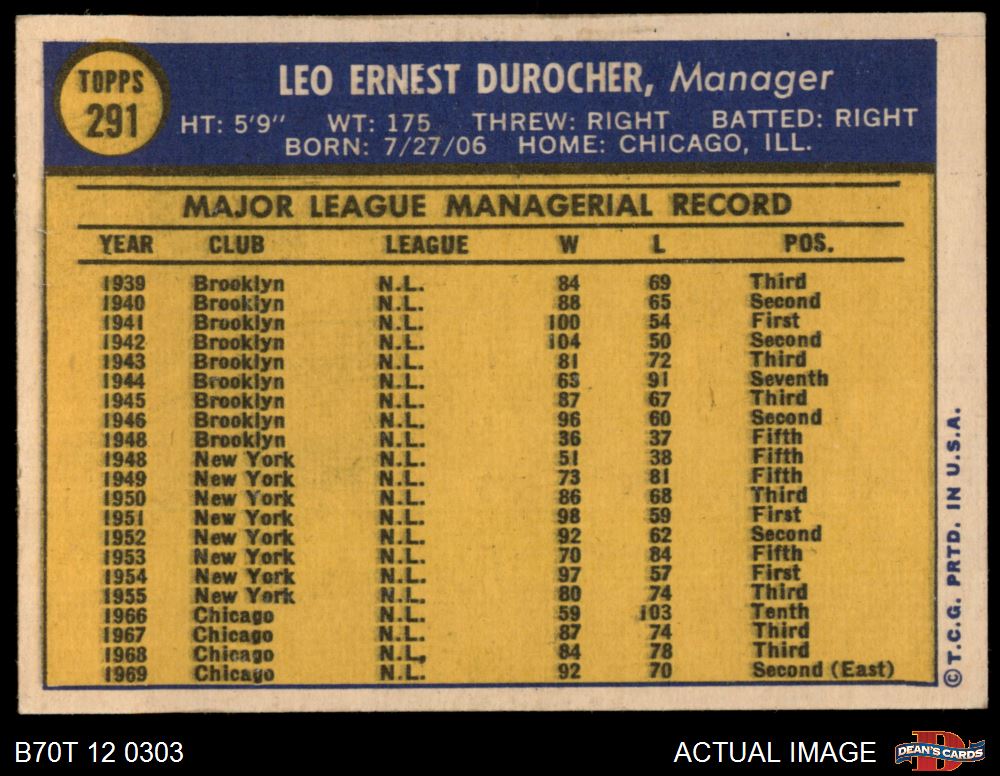 TOPPS
291
LEO ERNEST DUROCHER, Manager
HT: 5'9" WT: 175 THREW: RIGHT BATTED: RIGHT
BORN: 7/27/06 HOME: CHICAGO, ILL.
MAJOR LEAGUE MANAGERIAL RECORD
YEAR CLUB LEAGUE W L POS.
1939 Brooklyn N.L. 84 69 Third
1940 Brooklyn N.L. 88 65 Second
1941 Brooklyn N.L. 100 54 First
1942 Brooklyn N.L. 104 50 Second
1943 Brooklyn N.L. 81 72 Third
1944 Brooklyn N.L. 63 91 Seventh
1945 Brooklyn N.L. 87 67 Third
1946 Brooklyn N.L. 96 60 Second
1948 Brooklyn N.L. 36 37 Fifth
1948 New York N.L. 51 38 Fifth
1949 New York N.L. 73 81 Fifth
1950 New York N.L. 86 68 Third
1951 New York N.L. 98 59 First
1952 New York N.L. 92 62 Second
1953 New York N.L. 70 84 Fifth
1954 New York N.L. 97 57 First
1955 New York N.L. 80 74 Third
1966 Chicago N.L. 59 103 Tenth
1967 Chicago N.L. 87 74 Third
1968 Chicago N.L. 84 78 Third
1969 Chicago N.L. 92 70 Second (East)
©T.C.G. PRTD. IN U.S.A.
B70T 12 0303
ACTUAL IMAGE
DEAN'S CARDS